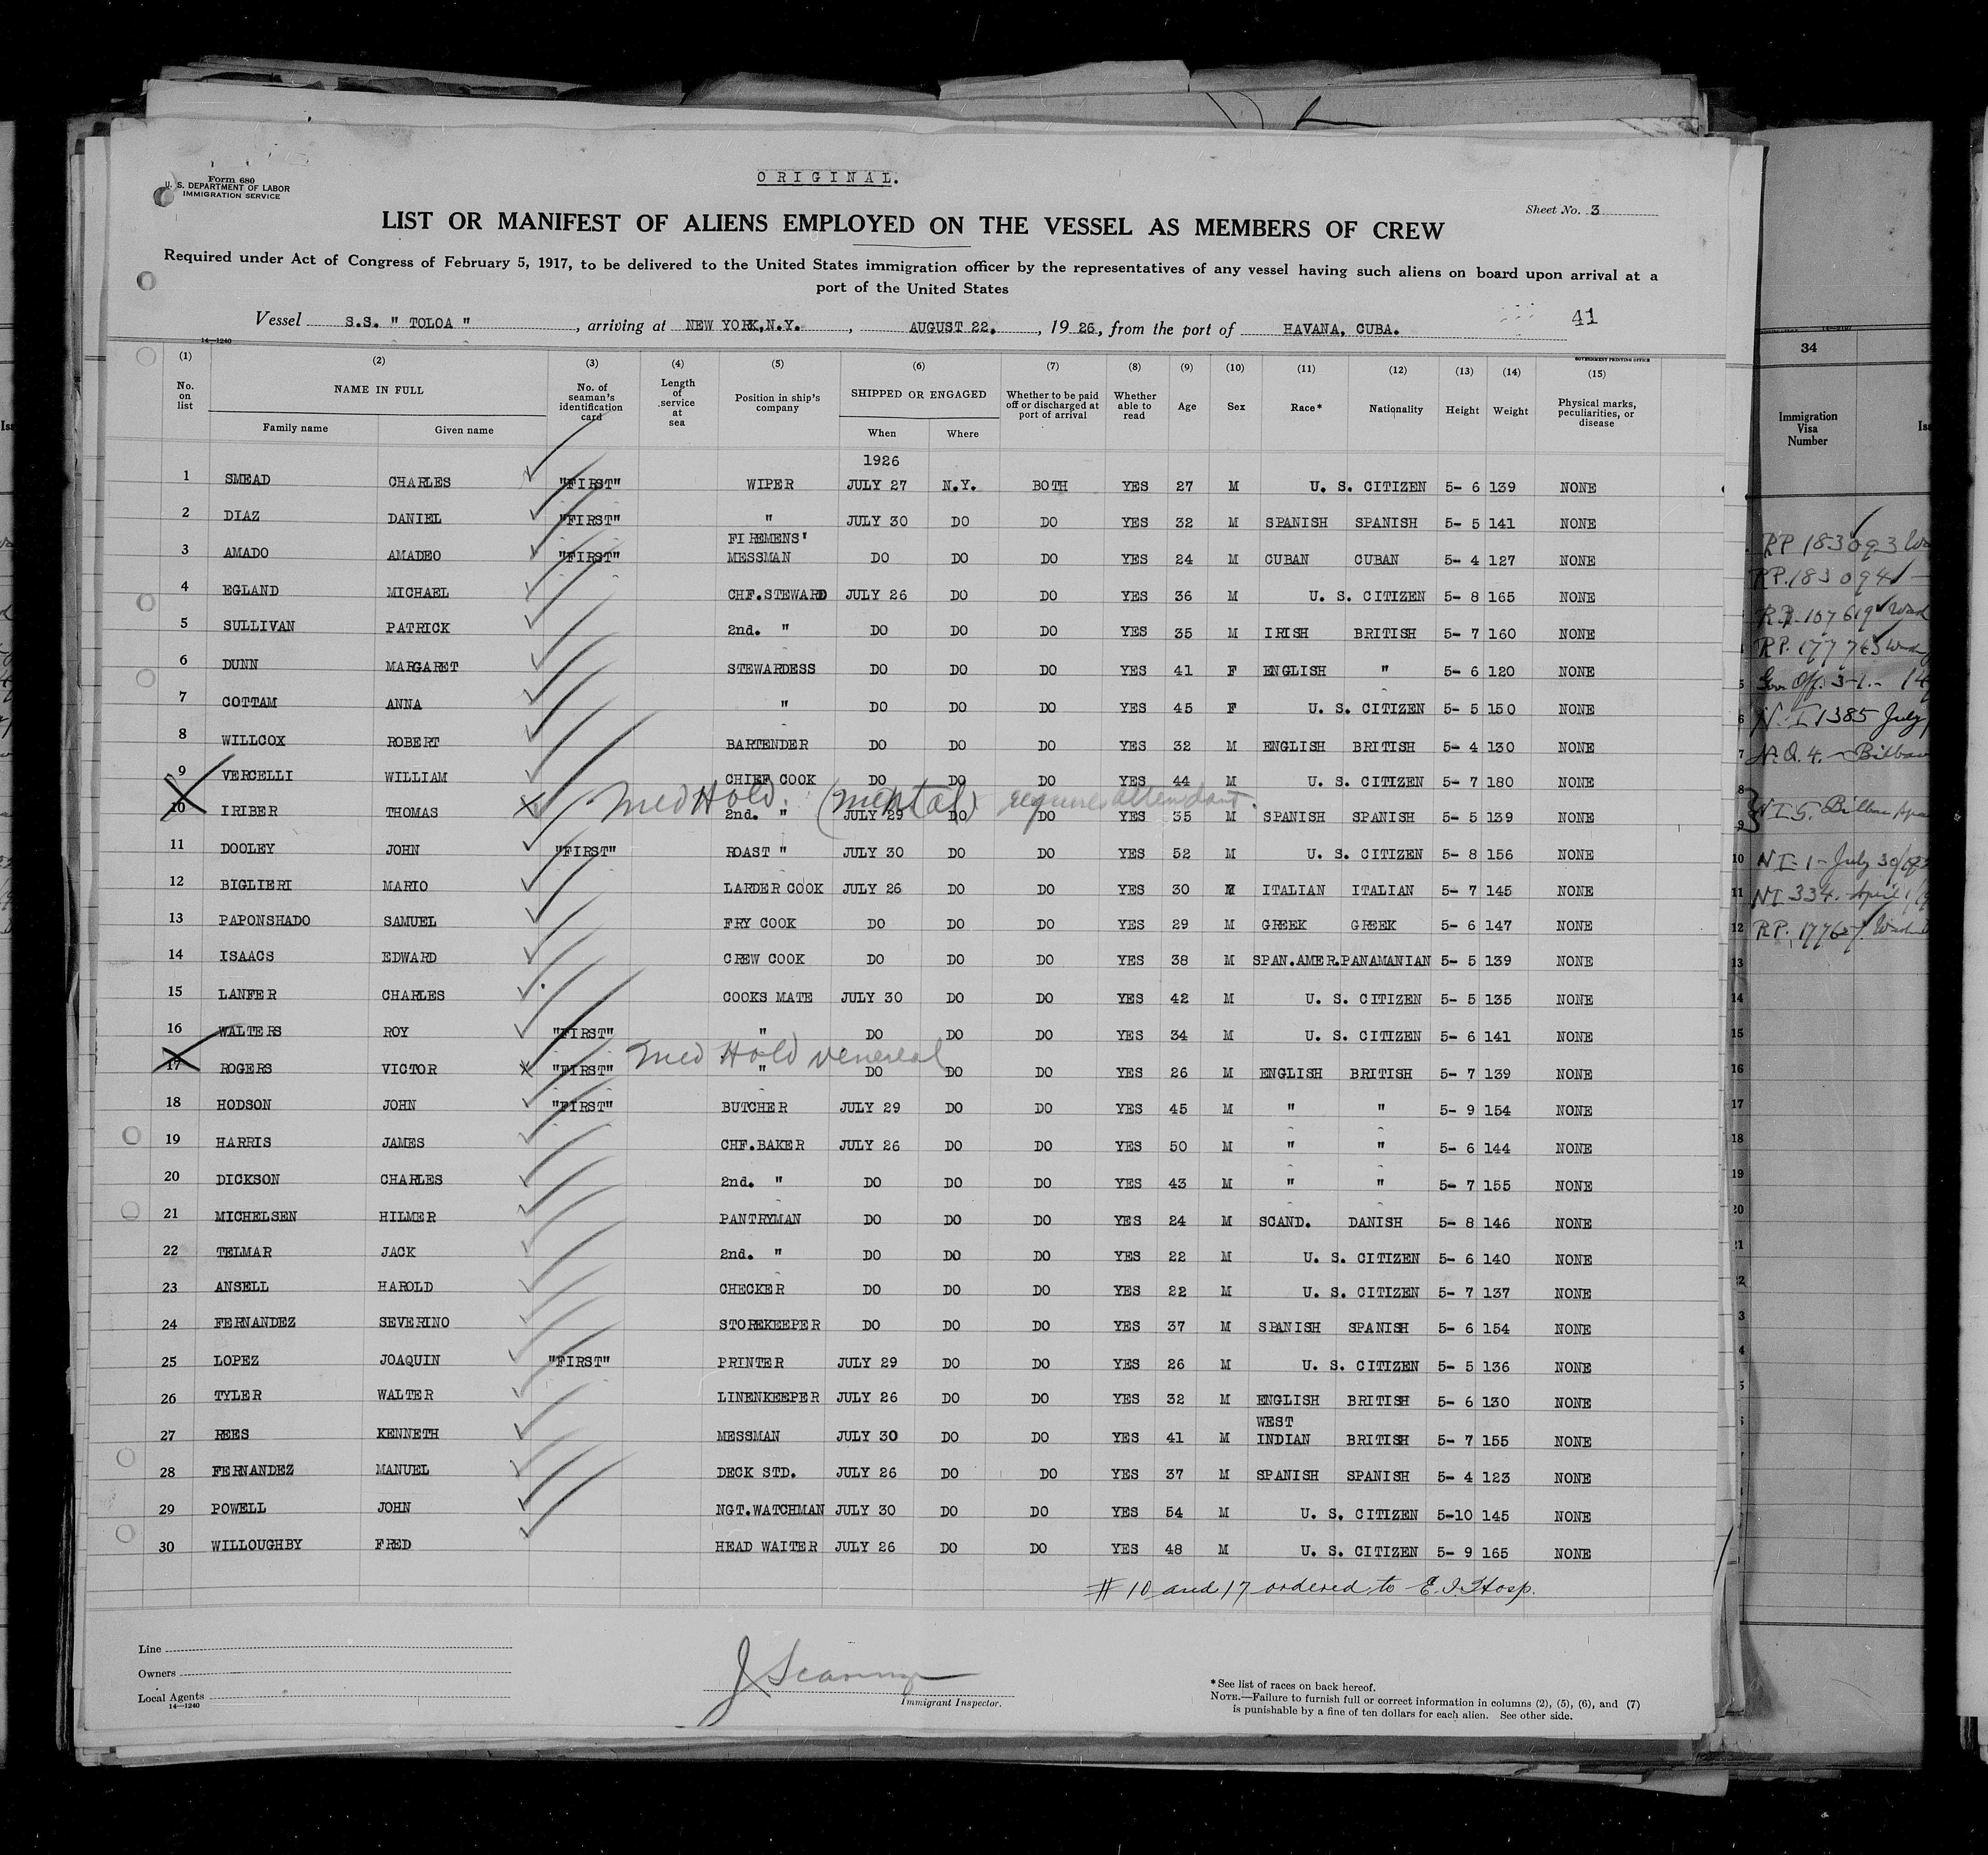 Form 680
U. S. DEPARTMENT OF LABOR
IMMIGRATION SERVICE
ORIGINAL.
Sheet No. 3
LIST OR MANIFEST OF ALIENS EMPLOYED ON THE VESSEL AS MEMBERS OF CREW
Required under Act of Congress of February 5, 1917, to be delivered to the United States immigration officer by the representatives of any vessel having such aliens on board upon arrival at a
port of the United States
Vessel S.S. " TOLOA " , arriving at NEW YORK,N.Y. , AUGUST 22. , 1926, from the port of HAVANA, CUBA. 41
14—1240 GOVERNMENT PRINTING OFFICE
(1) (2) (3) (4) (5) (6) (7) (8) (9) (10) (11) (12) (13) (14) (15)
No. on list NAME IN FULL Family name Given name No. of seaman's identification card Length of service at sea Position in ship's company SHIPPED OR ENGAGED When Where Whether to be paid off or discharged at port of arrival Whether able to read Age Sex Race* Nationality Height Weight Physical marks, peculiarities, or disease
1926
1 SMEAD CHARLES "FIRST" WIPER JULY 27 N.Y. BOTH YES 27 M U. S. CITIZEN 5- 6 139 NONE
2 DIAZ DANIEL "FIRST" " JULY 30 DO DO YES 32 M SPANISH SPANISH 5- 5 141 NONE
3 AMADO AMADEO "FIRST" FIREMENS' MESSMAN DO DO DO YES 24 M CUBAN CUBAN 5- 4 127 NONE
4 EGLAND MICHAEL CHF.STEWARD JULY 26 DO DO YES 36 M U. S. CITIZEN 5- 8 165 NONE
5 SULLIVAN PATRICK 2nd. " DO DO DO YES 35 M IRISH BRITISH 5- 7 160 NONE
6 DUNN MARGARET STEWARDESS DO DO DO YES 41 F ENGLISH " 5- 6 120 NONE
7 COTTAM ANNA " DO DO DO YES 45 F U. S. CITIZEN 5- 5 150 NONE
8 WILLCOX ROBERT BARTENDER DO DO DO YES 32 M ENGLISH BRITISH 5- 4 130 NONE
9 VERCELLI WILLIAM CHIEF COOK DO DO DO YES 44 M U. S. CITIZEN 5- 7 180 NONE
Med Hold. (mental) requires attendant.
10 IRIBER THOMAS 2nd. " JULY 29 DO DO YES 35 M SPANISH SPANISH 5- 5 139 NONE
11 DOOLEY JOHN "FIRST" ROAST " JULY 30 DO DO YES 52 M U. S. CITIZEN 5- 8 156 NONE
12 BIGLIERI MARIO LARDER COOK JULY 26 DO DO YES 30 M ITALIAN ITALIAN 5- 7 145 NONE
13 PAPONSHADO SAMUEL FRY COOK DO DO DO YES 29 M GREEK GREEK 5- 6 147 NONE
14 ISAACS EDWARD CREW COOK DO DO DO YES 38 M SPAN.AMER.PANAMANIAN 5- 5 139 NONE
15 LANFER CHARLES COOKS MATE JULY 30 DO DO YES 42 M U. S. CITIZEN 5- 5 135 NONE
16 WALTERS ROY "FIRST" " DO DO DO YES 34 M U. S. CITIZEN 5- 6 141 NONE
Med Hold venereal
17 ROGERS VICTOR "FIRST" " DO DO DO YES 26 M ENGLISH BRITISH 5- 7 139 NONE
18 HODSON JOHN "FIRST" BUTCHER JULY 29 DO DO YES 45 M " " 5- 9 154 NONE
19 HARRIS JAMES CHF.BAKER JULY 26 DO DO YES 50 M " " 5- 6 144 NONE
20 DICKSON CHARLES 2nd. " DO DO DO YES 43 M " " 5- 7 155 NONE
21 MICHELSEN HILMER PANTRYMAN DO DO DO YES 24 M SCAND. DANISH 5- 8 146 NONE
22 TELMAR JACK 2nd. " DO DO DO YES 22 M U. S. CITIZEN 5- 6 140 NONE
23 ANSELL HAROLD CHECKER DO DO DO YES 22 M U. S. CITIZEN 5- 7 137 NONE
24 FERNANDEZ SEVERINO STOREKEEPER DO DO DO YES 37 M SPANISH SPANISH 5- 6 154 NONE
25 LOPEZ JOAQUIN "FIRST" PRINTER JULY 29 DO DO YES 26 M U. S. CITIZEN 5- 5 136 NONE
26 TYLER WALTER LINENKEEPER JULY 26 DO DO YES 32 M ENGLISH BRITISH 5- 6 130 NONE
27 REES KENNETH MESSMAN JULY 30 DO DO YES 41 M WEST INDIAN BRITISH 5- 7 155 NONE
28 FERNANDEZ MANUEL DECK STD. JULY 26 DO DO YES 37 M SPANISH SPANISH 5- 4 123 NONE
29 POWELL JOHN NGT.WATCHMAN JULY 30 DO DO YES 54 M U. S. CITIZEN 5-10 145 NONE
30 WILLOUGHBY FRED HEAD WAITER JULY 26 DO DO YES 48 M U. S. CITIZEN 5- 9 165 NONE
# 10 and 17 ordered to E. I. Hosp.
Line
Owners
Local Agents
14—1240
Immigrant Inspector.
*See list of races on back hereof.
NOTE.—Failure to furnish full or correct information in columns (2), (5), (6), and (7)
is punishable by a fine of ten dollars for each alien. See other side.
34
Immigration
Visa
Number
RP 183093
RP. 183094
RP. 107619
RP. 177743
Gov. Off. 3-1. -
N.I 1385 July
N.Q. 4. - Bilbao
NI 5. Bilbao
NI-1- July 30
NI 334. April